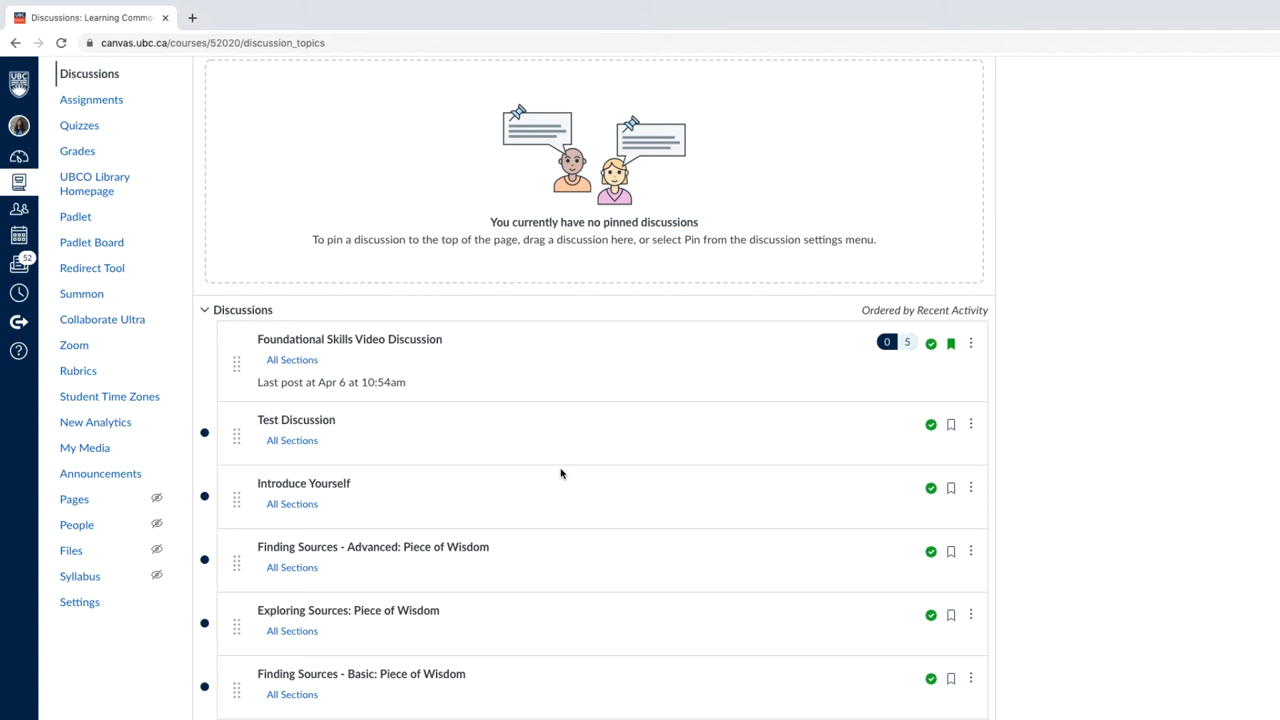 Discussions: Learning Commo
canvas.ubc.ca/courses/52020/discussion_topics
UBC
52
Discussions
Assignments
Quizzes
Grades
UBCO Library
Homepage
Padlet
Padlet Board
Redirect Tool
Summon
Collaborate Ultra
Zoom
Rubrics
Student Time Zones
New Analytics
My Media
Announcements
Pages
People
Files
Syllabus
Settings
You currently have no pinned discussions
To pin a discussion to the top of the page, drag a discussion here, or select Pin from the discussion settings menu.
Discussions
Ordered by Recent Activity
Foundational Skills Video Discussion
0 5
All Sections
Last post at Apr 6 at 10:54am
Test Discussion
All Sections
Introduce Yourself
All Sections
Finding Sources - Advanced: Piece of Wisdom
All Sections
Exploring Sources: Piece of Wisdom
All Sections
Finding Sources - Basic: Piece of Wisdom
All Sections